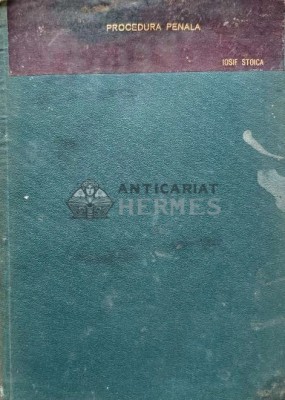 PROCEDURA PENALA
IOSIF STOICA
ANTICARIAT
HERMES